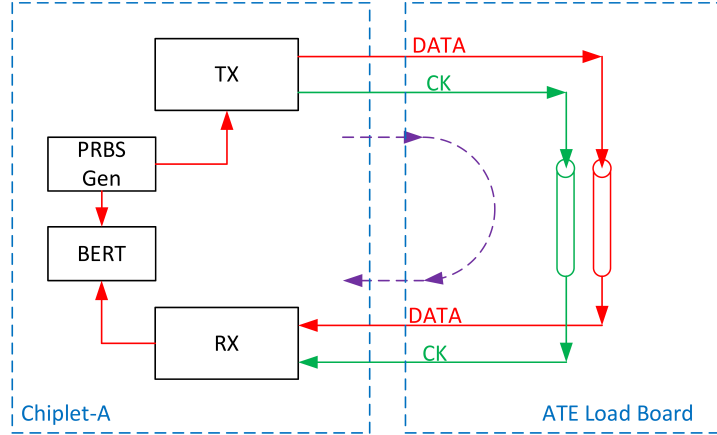 DATA
TX
CK
PRBS
Gen
BERT
DATA
RX
CK
Chiplet-A
ATE Load Board